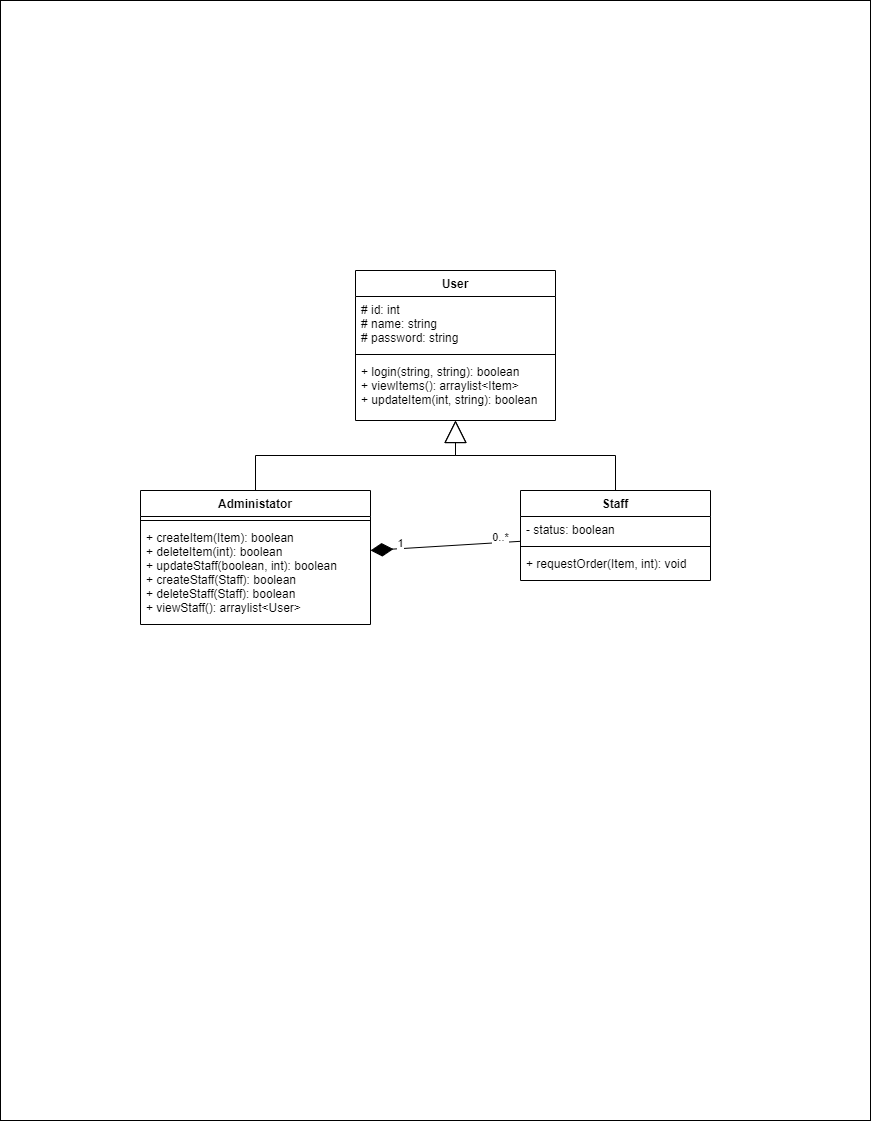 User
# id: int
# name: string
# password: string
+ login(string, string): boolean
+ viewItems(): arraylist<Item>
+ updateItem(int, string): boolean
Administator
+ createItem(Item): boolean
+ deleteItem(int): boolean
+ updateStaff(boolean, int): boolean
+ createStaff(Staff): boolean
+ deleteStaff(Staff): boolean
+ viewStaff(): arraylist<User>
1
0..*
Staff
- status: boolean
+ requestOrder(Item, int): void